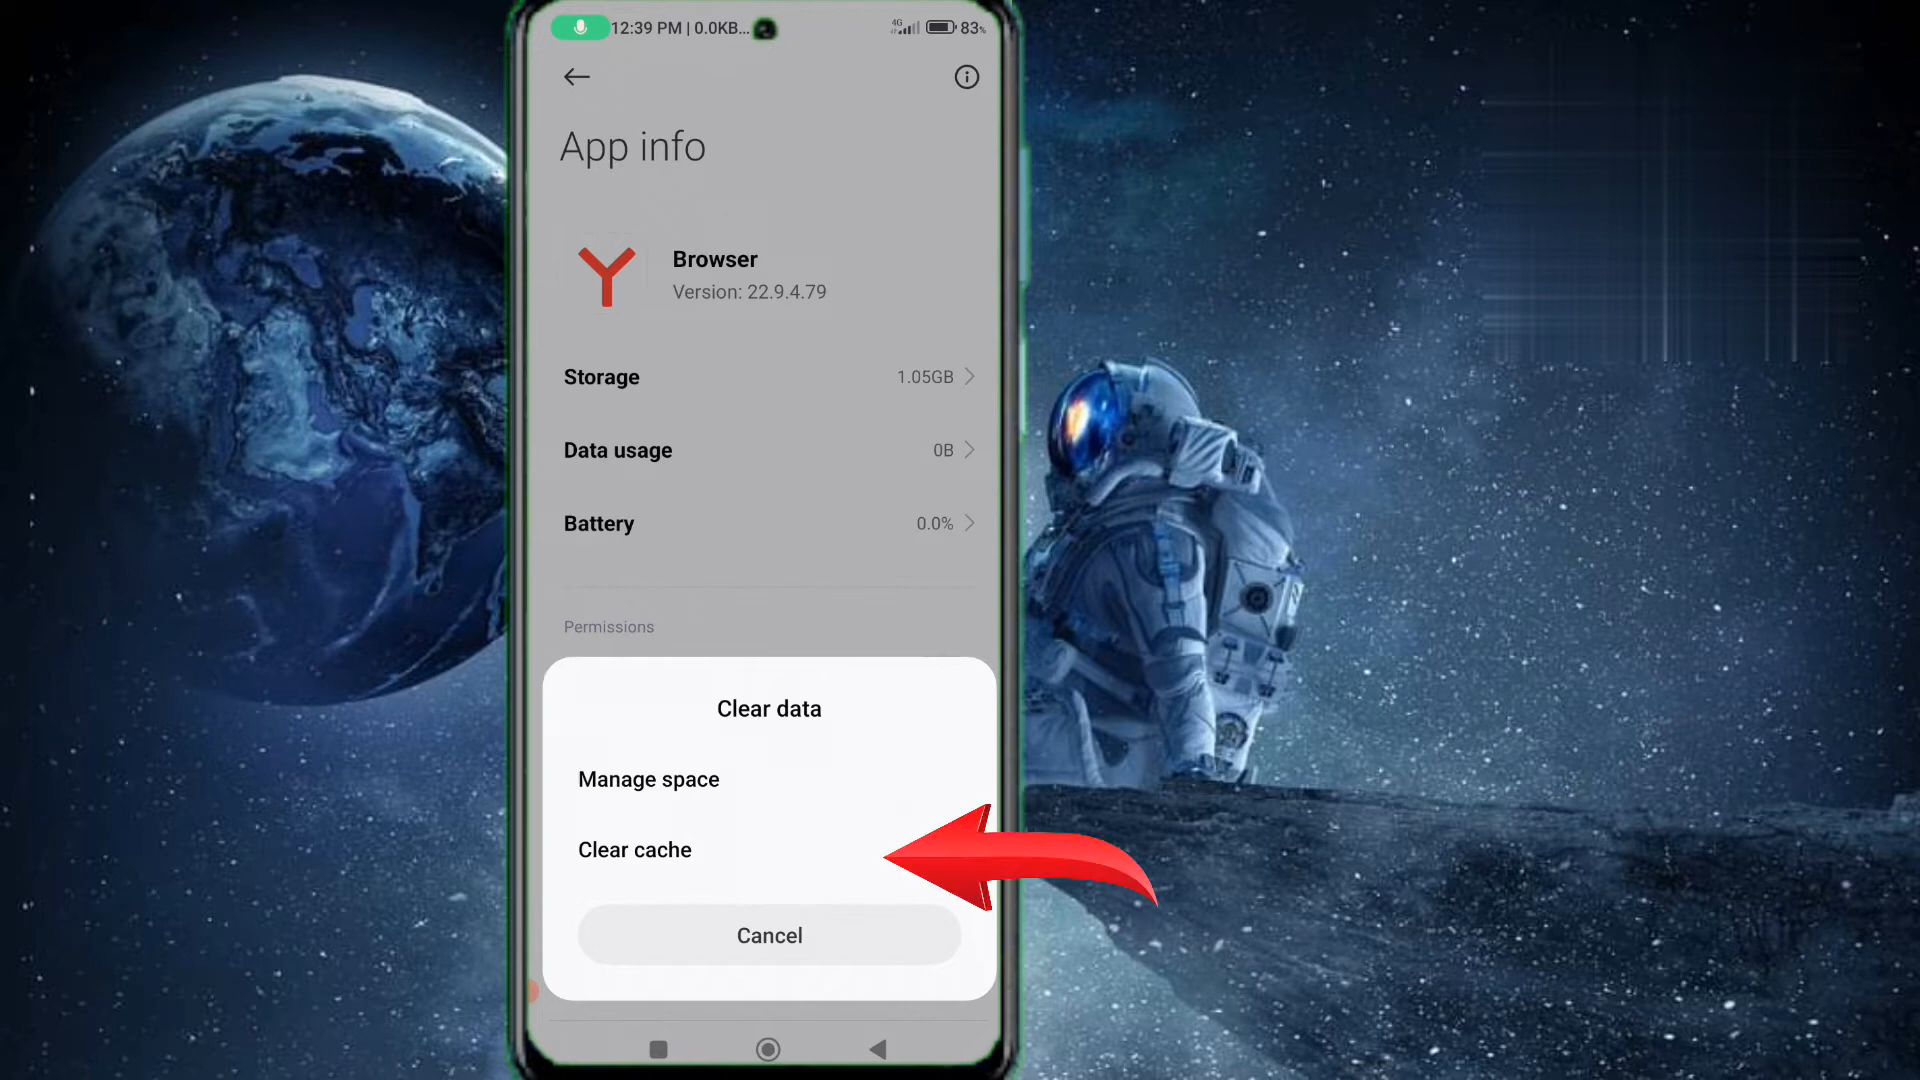 12:39 PM | 0.0KB... 4G 83%
App info
Browser
Version: 22.9.4.79
Storage 1.05GB
Data usage 0B
Battery 0.0%
Permissions
Clear data
Manage space
Clear cache
Cancel